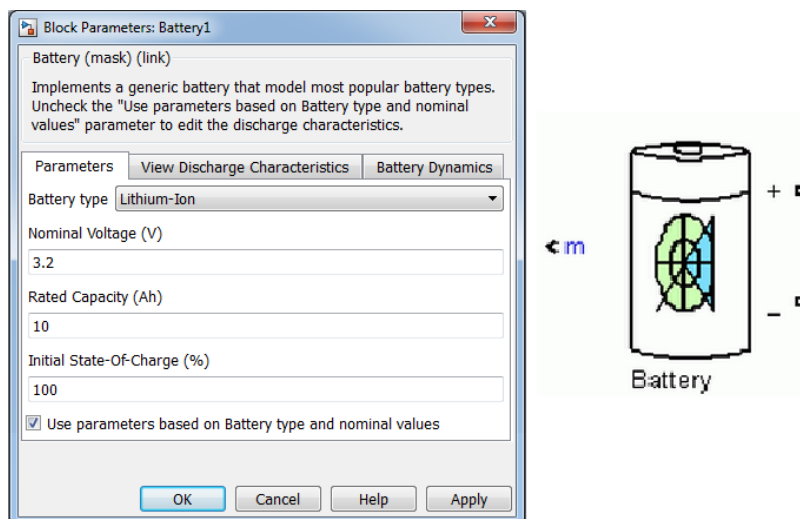 Block Parameters: Battery1
Battery (mask) (link)
Implements a generic battery that model most popular battery types.
Uncheck the "Use parameters based on Battery type and nominal
values" parameter to edit the discharge characteristics.
Parameters View Discharge Characteristics Battery Dynamics
Battery type Lithium-Ion
Nominal Voltage (V)
3.2
Rated Capacity (Ah)
10
Initial State-Of-Charge (%)
100
Use parameters based on Battery type and nominal values
OK Cancel Help Apply
m
+
–
Battery